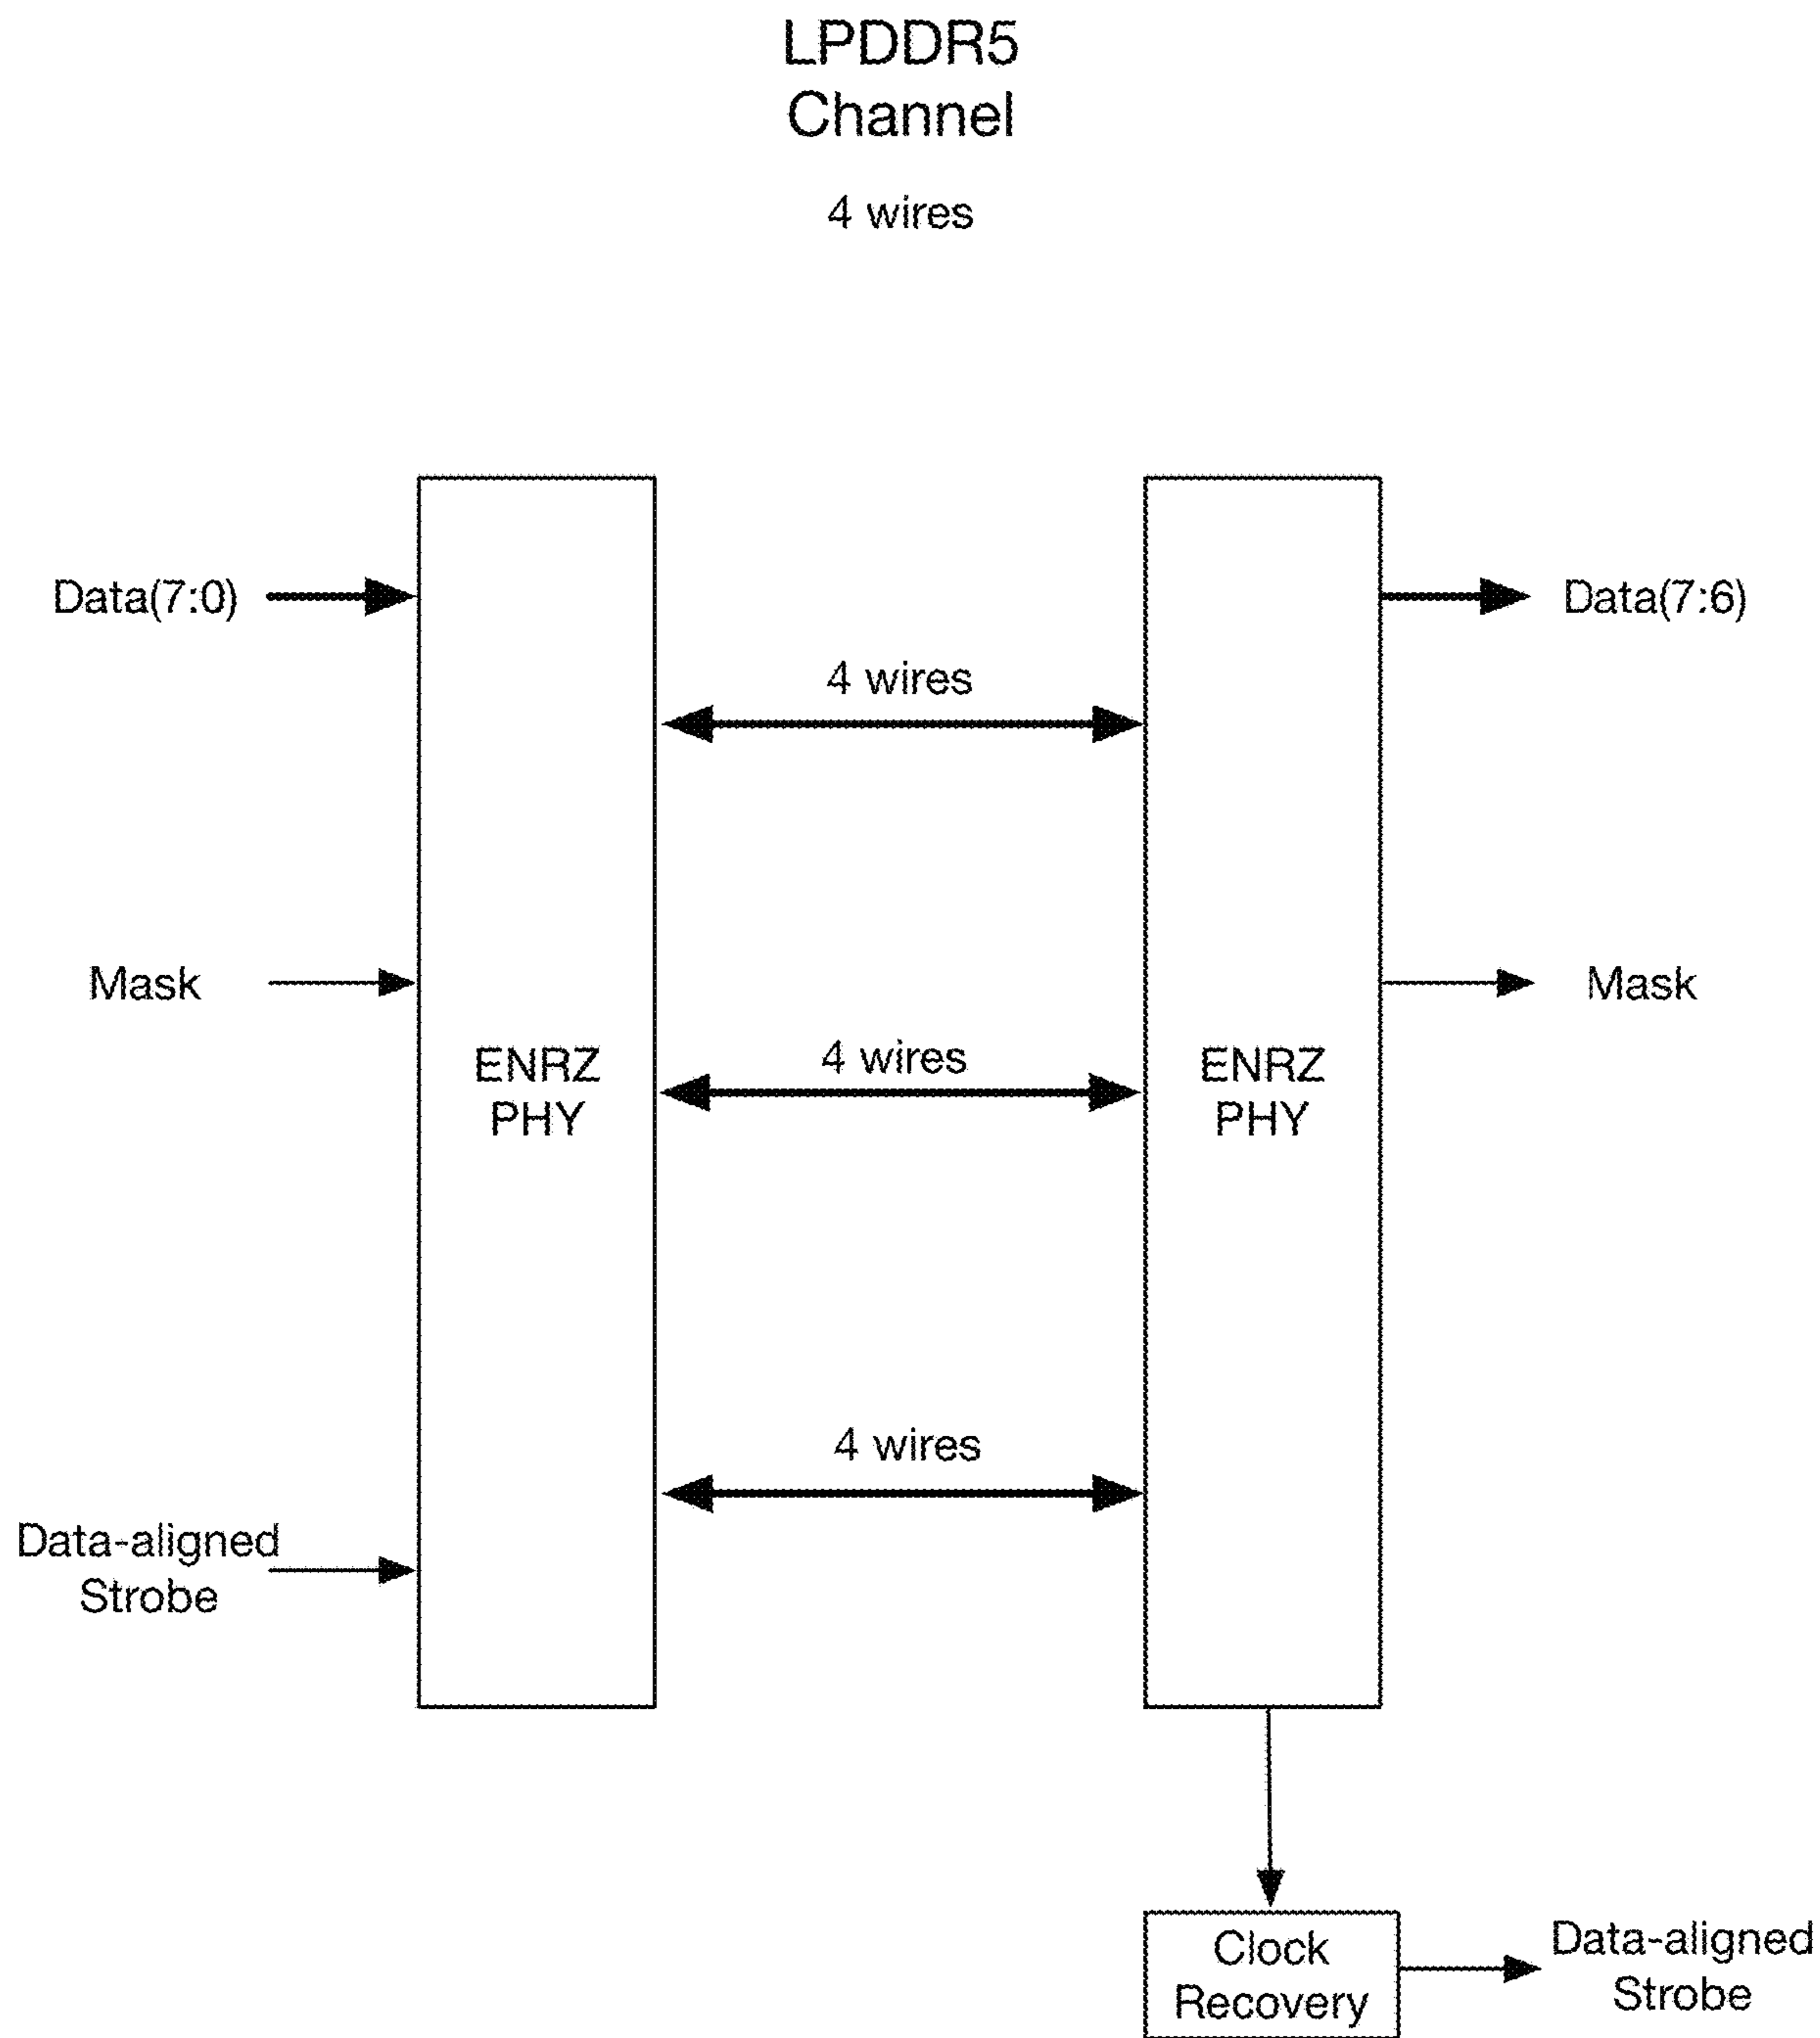 LPDDR5
Channel
4 wires
Data(7:0)
Data(7:6)
4 wires
Mask
Mask
4 wires
ENRZ
PHY
ENRZ
PHY
4 wires
Data-aligned
Strobe
Clock
Recovery
Data-aligned
Strobe